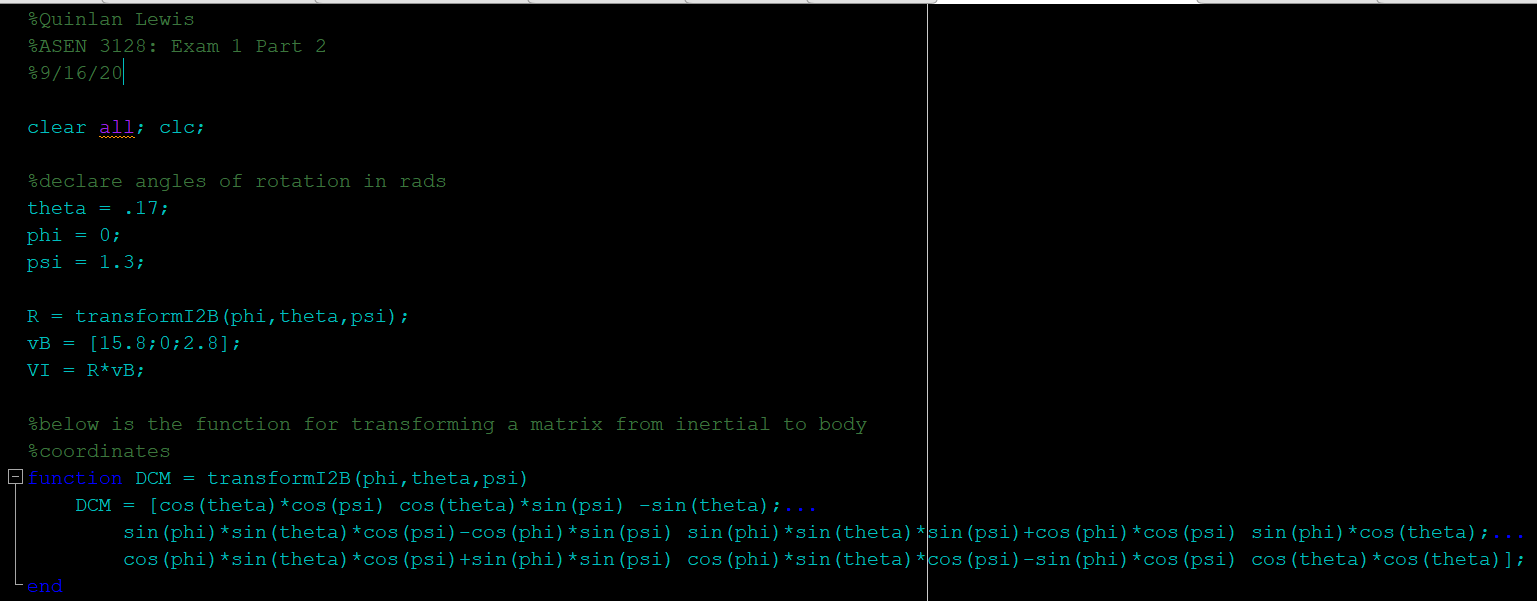 %Quinlan Lewis
%ASEN 3128: Exam 1 Part 2
%9/16/20
clear all; clc;
%declare angles of rotation in rads
theta = .17;
phi = 0;
psi = 1.3;
R = transformI2B(phi,theta,psi);
vB = [15.8;0;2.8];
VI = R*vB;
%below is the function for transforming a matrix from inertial to body
%coordinates
function DCM = transformI2B(phi,theta,psi)
DCM = [cos(theta)*cos(psi) cos(theta)*sin(psi) -sin(theta);...
sin(phi)*sin(theta)*cos(psi)-cos(phi)*sin(psi) sin(phi)*sin(theta)*sin(psi)+cos(phi)*cos(psi) sin(phi)*cos(theta);...
cos(phi)*sin(theta)*cos(psi)+sin(phi)*sin(psi) cos(phi)*sin(theta)*cos(psi)-sin(phi)*cos(psi) cos(theta)*cos(theta)];
end